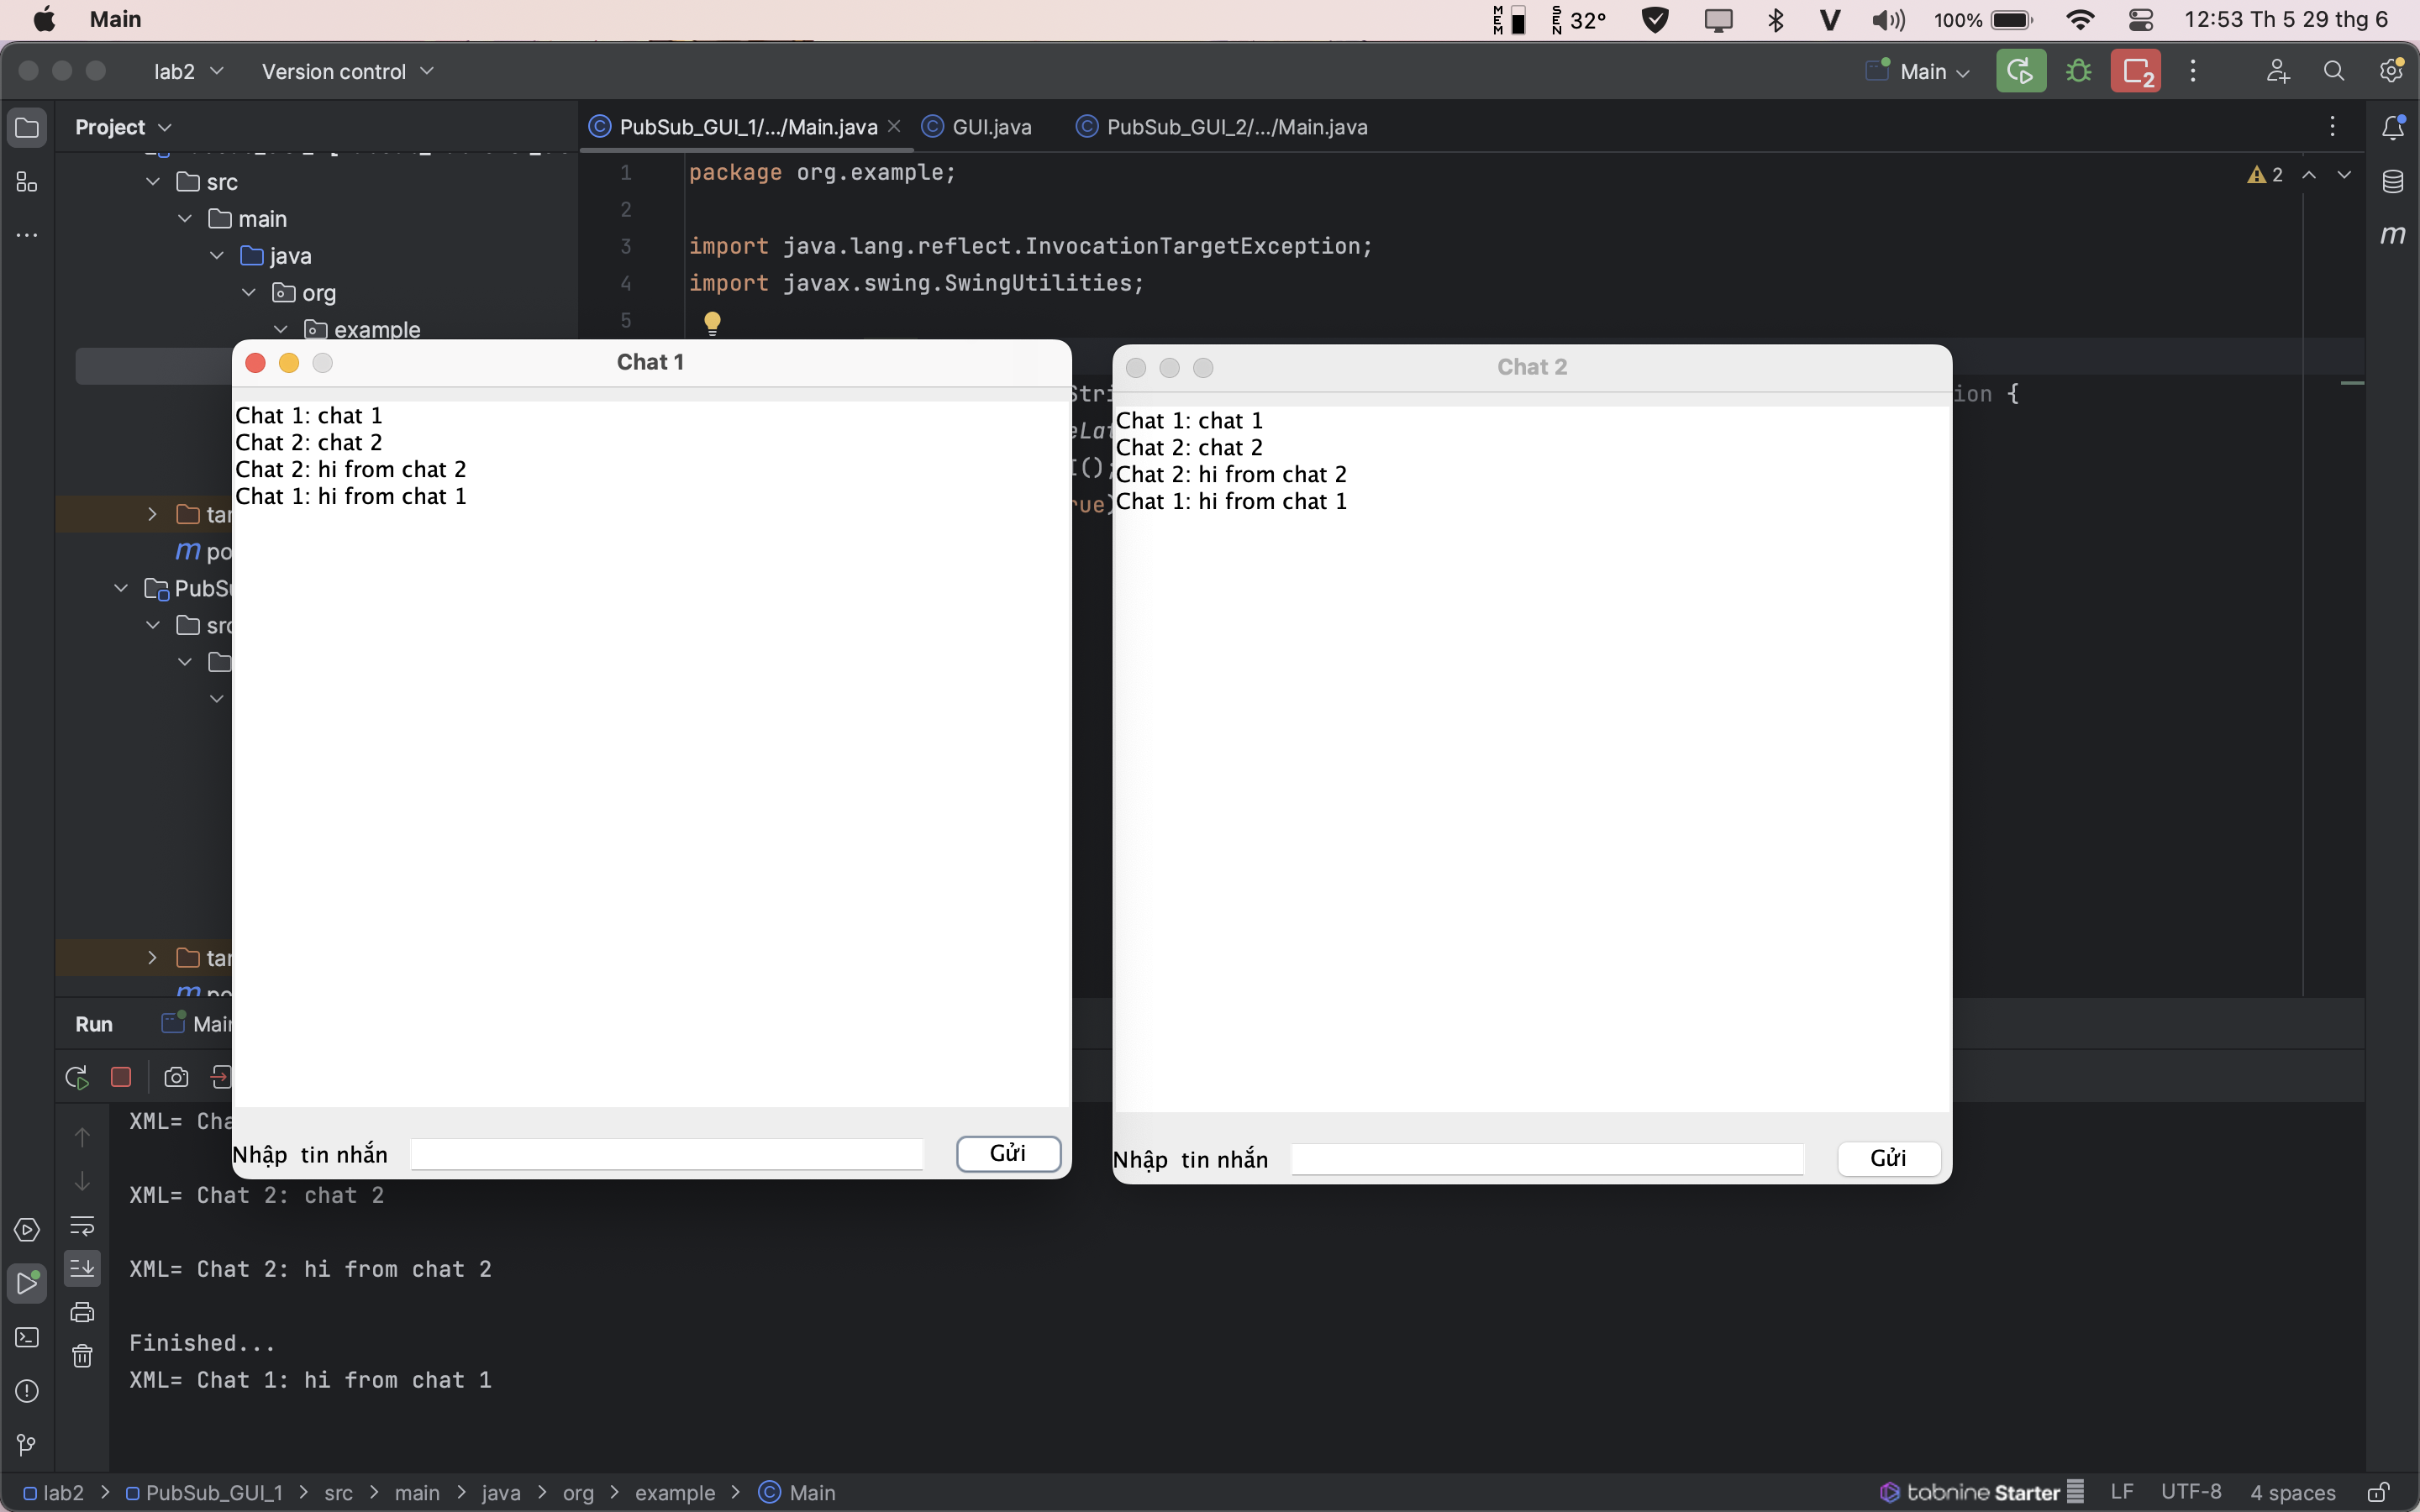 Main
MEM
SEN 32°
V
100%
12:53 Th 5 29 thg 6
lab2
Version control
Main
2
Project
PubSub_GUI_1/.../Main.java
GUI.java
PubSub_GUI_2/.../Main.java
src
main
java
org
example
tar
m po
PubSu
src
tar
1 package org.example;
2
3 import java.lang.reflect.InvocationTargetException;
4 import javax.swing.SwingUtilities;
5
2
m
Stri
ion {
eLat
I();
rue)
Chat 1
Chat 1: chat 1
Chat 2: chat 2
Chat 2: hi from chat 2
Chat 1: hi from chat 1
Nhập tin nhắn
Gửi
Chat 2
Chat 1: chat 1
Chat 2: chat 2
Chat 2: hi from chat 2
Chat 1: hi from chat 1
Nhập tin nhắn
Gửi
Run
Main
XML= Cha
XML= Chat 2: chat 2
XML= Chat 2: hi from chat 2
Finished...
XML= Chat 1: hi from chat 1
lab2 > PubSub_GUI_1 > src > main > java > org > example > Main
tabnine Starter
LF
UTF-8
4 spaces